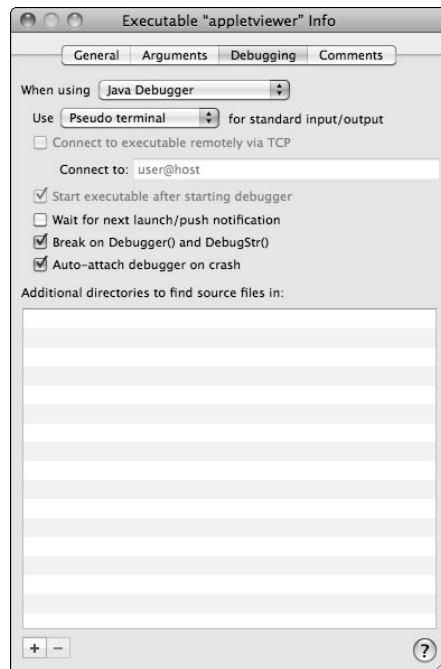 Executable “appletviewer” Info
General Arguments Debugging Comments
When using Java Debugger
Use Pseudo terminal for standard input/output
Connect to executable remotely via TCP
Connect to: user@host
Start executable after starting debugger
Wait for next launch/push notification
Break on Debugger() and DebugStr()
Auto-attach debugger on crash
Additional directories to find source files in:
+ − ?